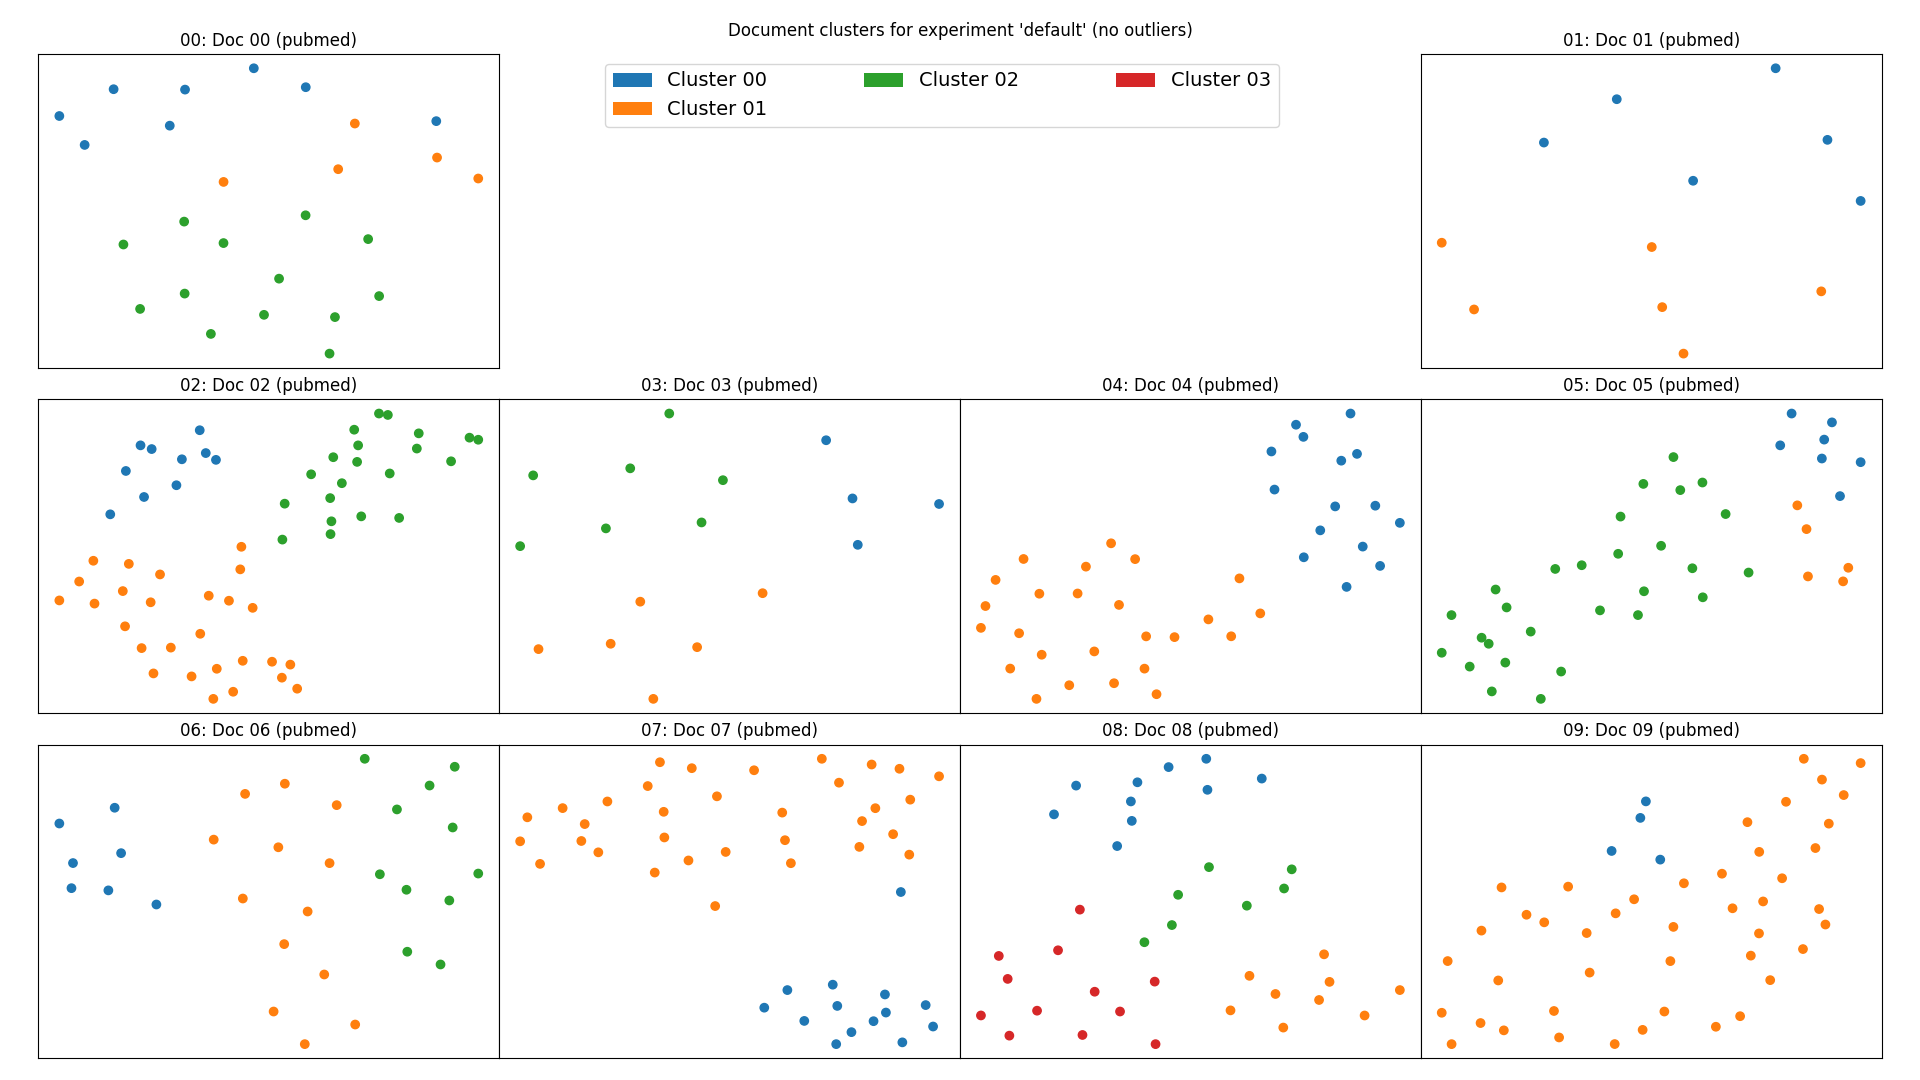 Document clusters for experiment 'default' (no outliers)
00: Doc 00 (pubmed)
01: Doc 01 (pubmed)
Cluster 00
Cluster 01
Cluster 02
Cluster 03
02: Doc 02 (pubmed)
03: Doc 03 (pubmed)
04: Doc 04 (pubmed)
05: Doc 05 (pubmed)
06: Doc 06 (pubmed)
07: Doc 07 (pubmed)
08: Doc 08 (pubmed)
09: Doc 09 (pubmed)